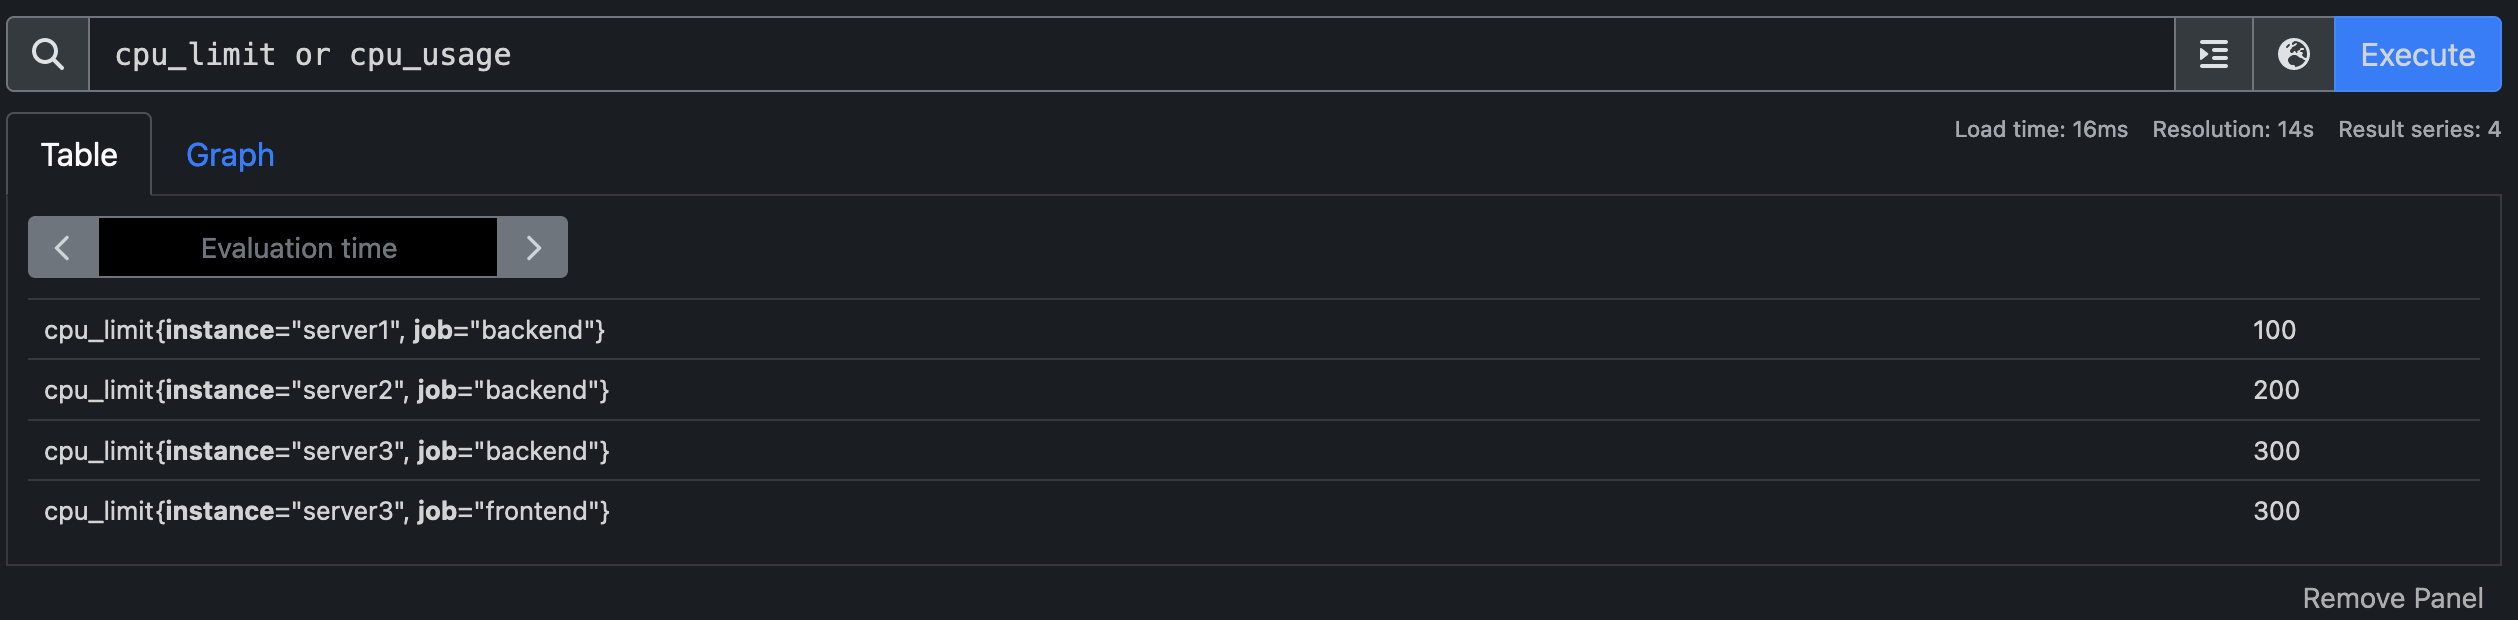 cpu_limit or cpu_usage
Execute
Table
Graph
Load time: 16ms Resolution: 14s Result series: 4
Evaluation time
cpu_limit{instance="server1", job="backend"} 100
cpu_limit{instance="server2", job="backend"} 200
cpu_limit{instance="server3", job="backend"} 300
cpu_limit{instance="server3", job="frontend"} 300
Remove Panel